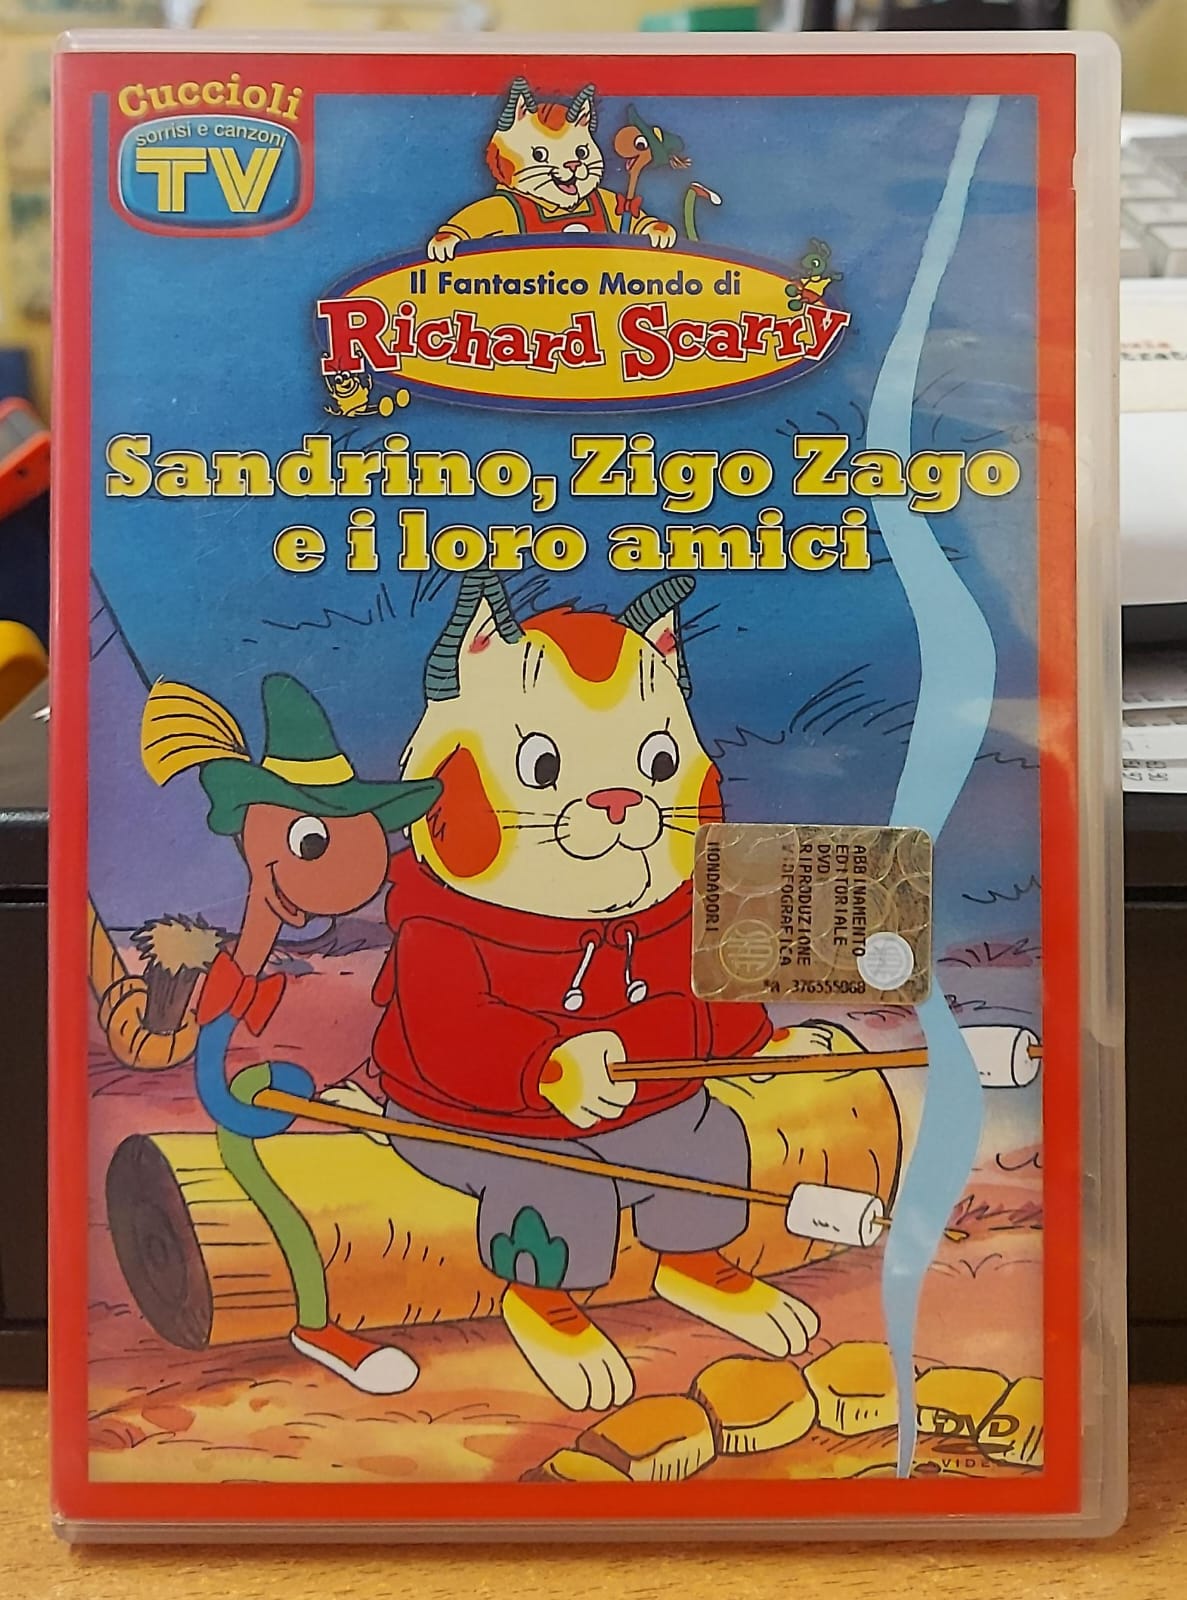 Cuccioli
sorrisi e canzoni
TV
Il Fantastico Mondo di
Richard Scarry
Sandrino, Zigo Zago
e i loro amici
ABBINAMENTO
EDITORIALE
DVD
RIPRODUZIONE
VIDEOGRAFICA
MONDADORI
376555068
DVD
VIDEO